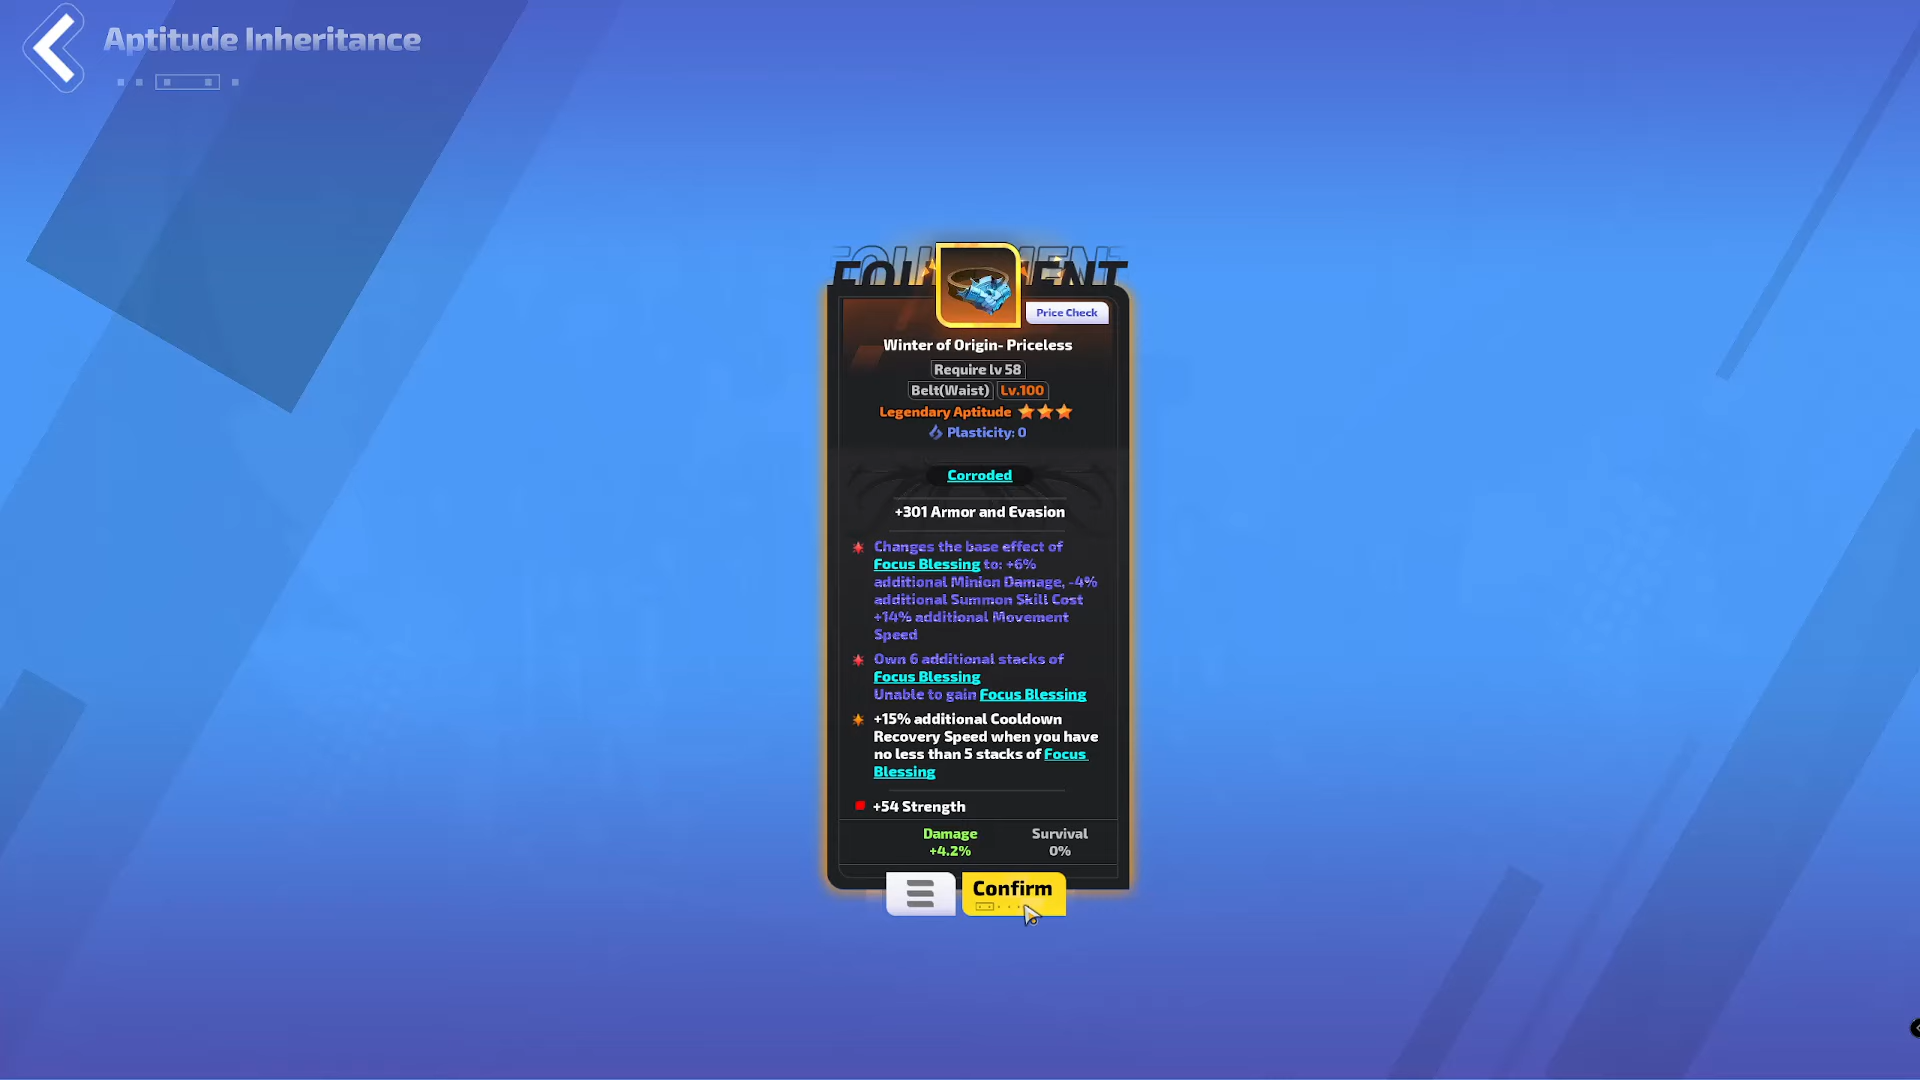 Aptitude Inheritance
EQUIPMENT
Price Check
Winter of Origin- Priceless
Require lv 58
Belt(Waist) Lv.100
Legendary Aptitude
Plasticity: 0
Corroded
+301 Armor and Evasion
Changes the base effect of
Focus Blessing to: +6%
additional Minion Damage, -4%
additional Summon Skill Cost
+14% additional Movement
Speed
Own 6 additional stacks of
Focus Blessing
Unable to gain Focus Blessing
+15% additional Cooldown
Recovery Speed when you have
no less than 5 stacks of Focus
Blessing
+54 Strength
Damage Survival
+4.2% 0%
Confirm